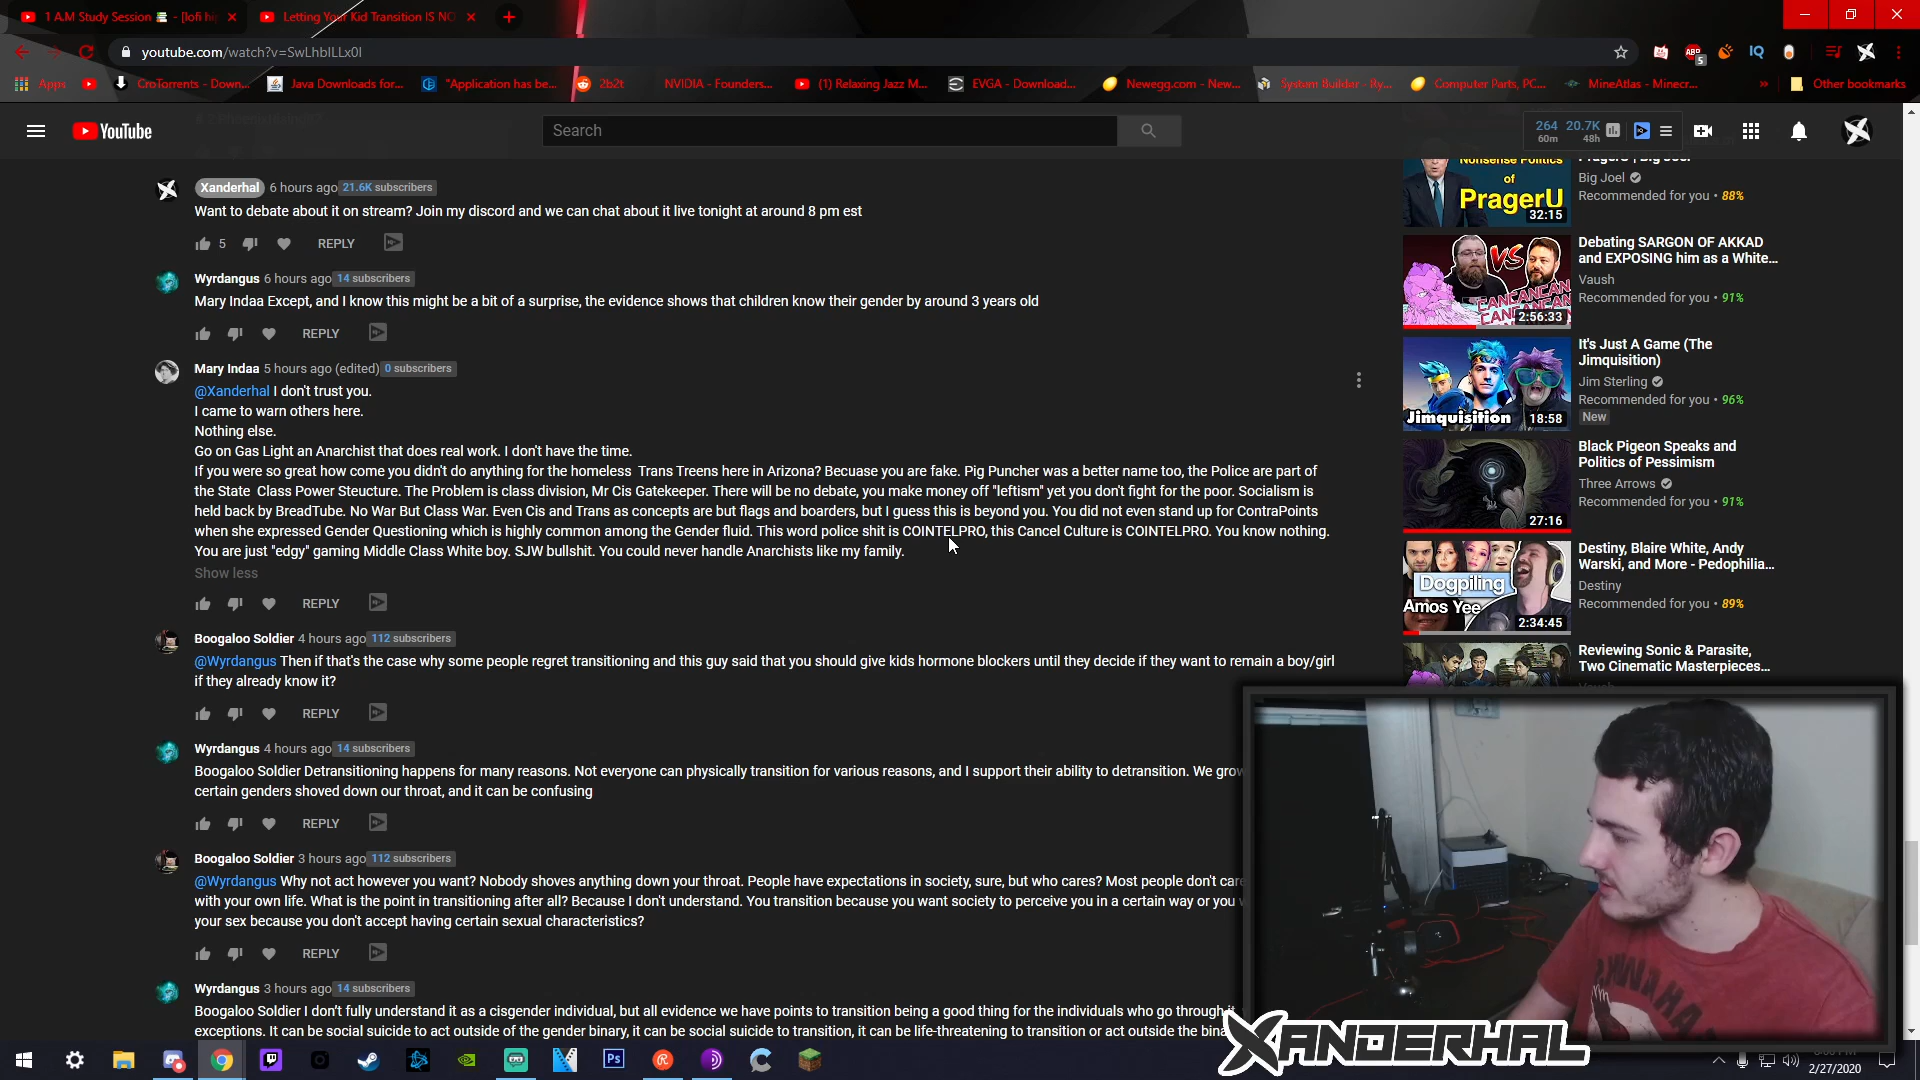 1 A.M Study Session - [lofi hi
Letting Your Kid Transition IS NO
youtube.com/watch?v=SwLhbILLx0I
ABP 5
IQ
Apps
CroTorrents - Down...
Java Downloads for...
"Application has be...
2b2t
NVIDIA - Founders...
(1) Relaxing Jazz M...
EVGA - Download...
Newegg.com - New...
System Builder - Ry...
Computer Parts, PC...
MineAtlas - Minecr...
Other bookmarks
YouTube
Search
264 20.7K
60m 48h
Xanderhal 6 hours ago 21.6K subscribers
Want to debate about it on stream? Join my discord and we can chat about it live tonight at around 8 pm est
5 REPLY
Wyrdangus 6 hours ago 14 subscribers
Mary Indaa Except, and I know this might be a bit of a surprise, the evidence shows that children know their gender by around 3 years old
REPLY
Mary Indaa 5 hours ago (edited) 0 subscribers
@Xanderhal I don't trust you.
I came to warn others here.
Nothing else.
Go on Gas Light an Anarchist that does real work. I don't have the time.
If you were so great how come you didn't do anything for the homeless Trans Treens here in Arizona? Becuase you are fake. Pig Puncher was a better name too, the Police are part of
the State Class Power Steucture. The Problem is class division, Mr Cis Gatekeeper. There will be no debate, you make money off "leftism" yet you don't fight for the poor. Socialism is
held back by BreadTube. No War But Class War. Even Cis and Trans as concepts are but flags and boarders, but I guess this is beyond you. You did not even stand up for ContraPoints
when she expressed Gender Questioning which is highly common among the Gender fluid. This word police shit is COINTELPRO, this Cancel Culture is COINTELPRO. You know nothing.
You are just "edgy" gaming Middle Class White boy. SJW bullshit. You could never handle Anarchists like my family.
Show less
REPLY
Boogaloo Soldier 4 hours ago 112 subscribers
@Wyrdangus Then if that's the case why some people regret transitioning and this guy said that you should give kids hormone blockers until they decide if they want to remain a boy/girl
if they already know it?
REPLY
Wyrdangus 4 hours ago 14 subscribers
Boogaloo Soldier Detransitioning happens for many reasons. Not everyone can physically transition for various reasons, and I support their ability to detransition. We grow
certain genders shoved down our throat, and it can be confusing
REPLY
Boogaloo Soldier 3 hours ago 112 subscribers
@Wyrdangus Why not act however you want? Nobody shoves anything down your throat. People have expectations in society, sure, but who cares? Most people don't care
with your own life. What is the point in transitioning after all? Because I don't understand. You transition because you want society to perceive you in a certain way or you
your sex because you don't accept having certain sexual characteristics?
REPLY
Wyrdangus 3 hours ago 14 subscribers
Boogaloo Soldier I don't fully understand it as a cisgender individual, but all evidence we have points to transition being a good thing for the individuals who go through it
exceptions. It can be social suicide to act outside of the gender binary, it can be social suicide to transition, it can be life-threatening to transition or act outside the
Nonsense Politics
of
PragerU
32:15
PragerU | Big Joel
Big Joel
Recommended for you • 88%
VS
CANCANCANCAN
2:56:33
Debating SARGON OF AKKAD
and EXPOSING him as a White...
Vaush
Recommended for you • 91%
Jimquisition
18:58
It's Just A Game (The
Jimquisition)
Jim Sterling
Recommended for you • 96%
New
27:16
Black Pigeon Speaks and
Politics of Pessimism
Three Arrows
Recommended for you • 91%
Dogpiling
Amos Yee
2:34:45
Destiny, Blaire White, Andy
Warski, and More - Pedophilia...
Destiny
Recommended for you • 89%
Reviewing Sonic & Parasite,
Two Cinematic Masterpieces...
XANDERHAL
Ps
2/27/2020